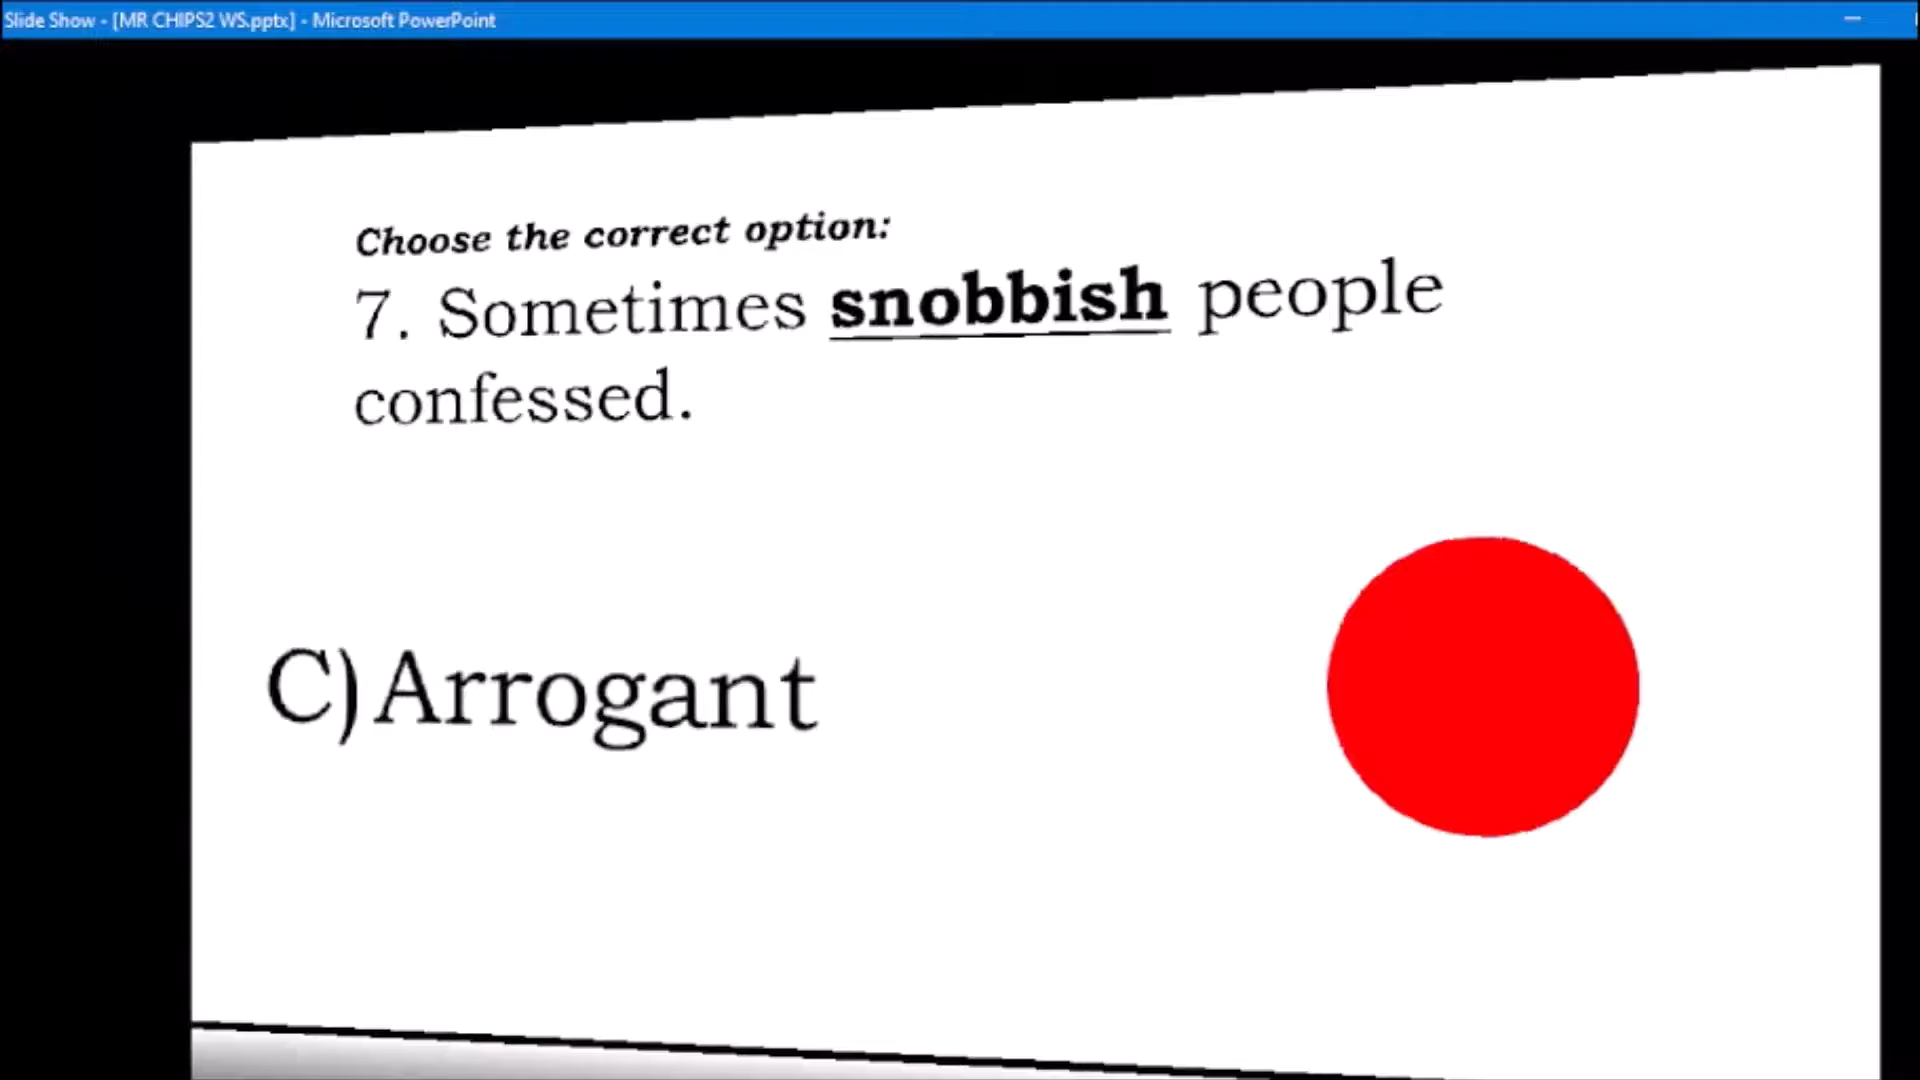 Slide Show - [MR CHIPS2 WS.pptx] - Microsoft PowerPoint
Choose the correct option:
7. Sometimes snobbish people
confessed.
C) Arrogant